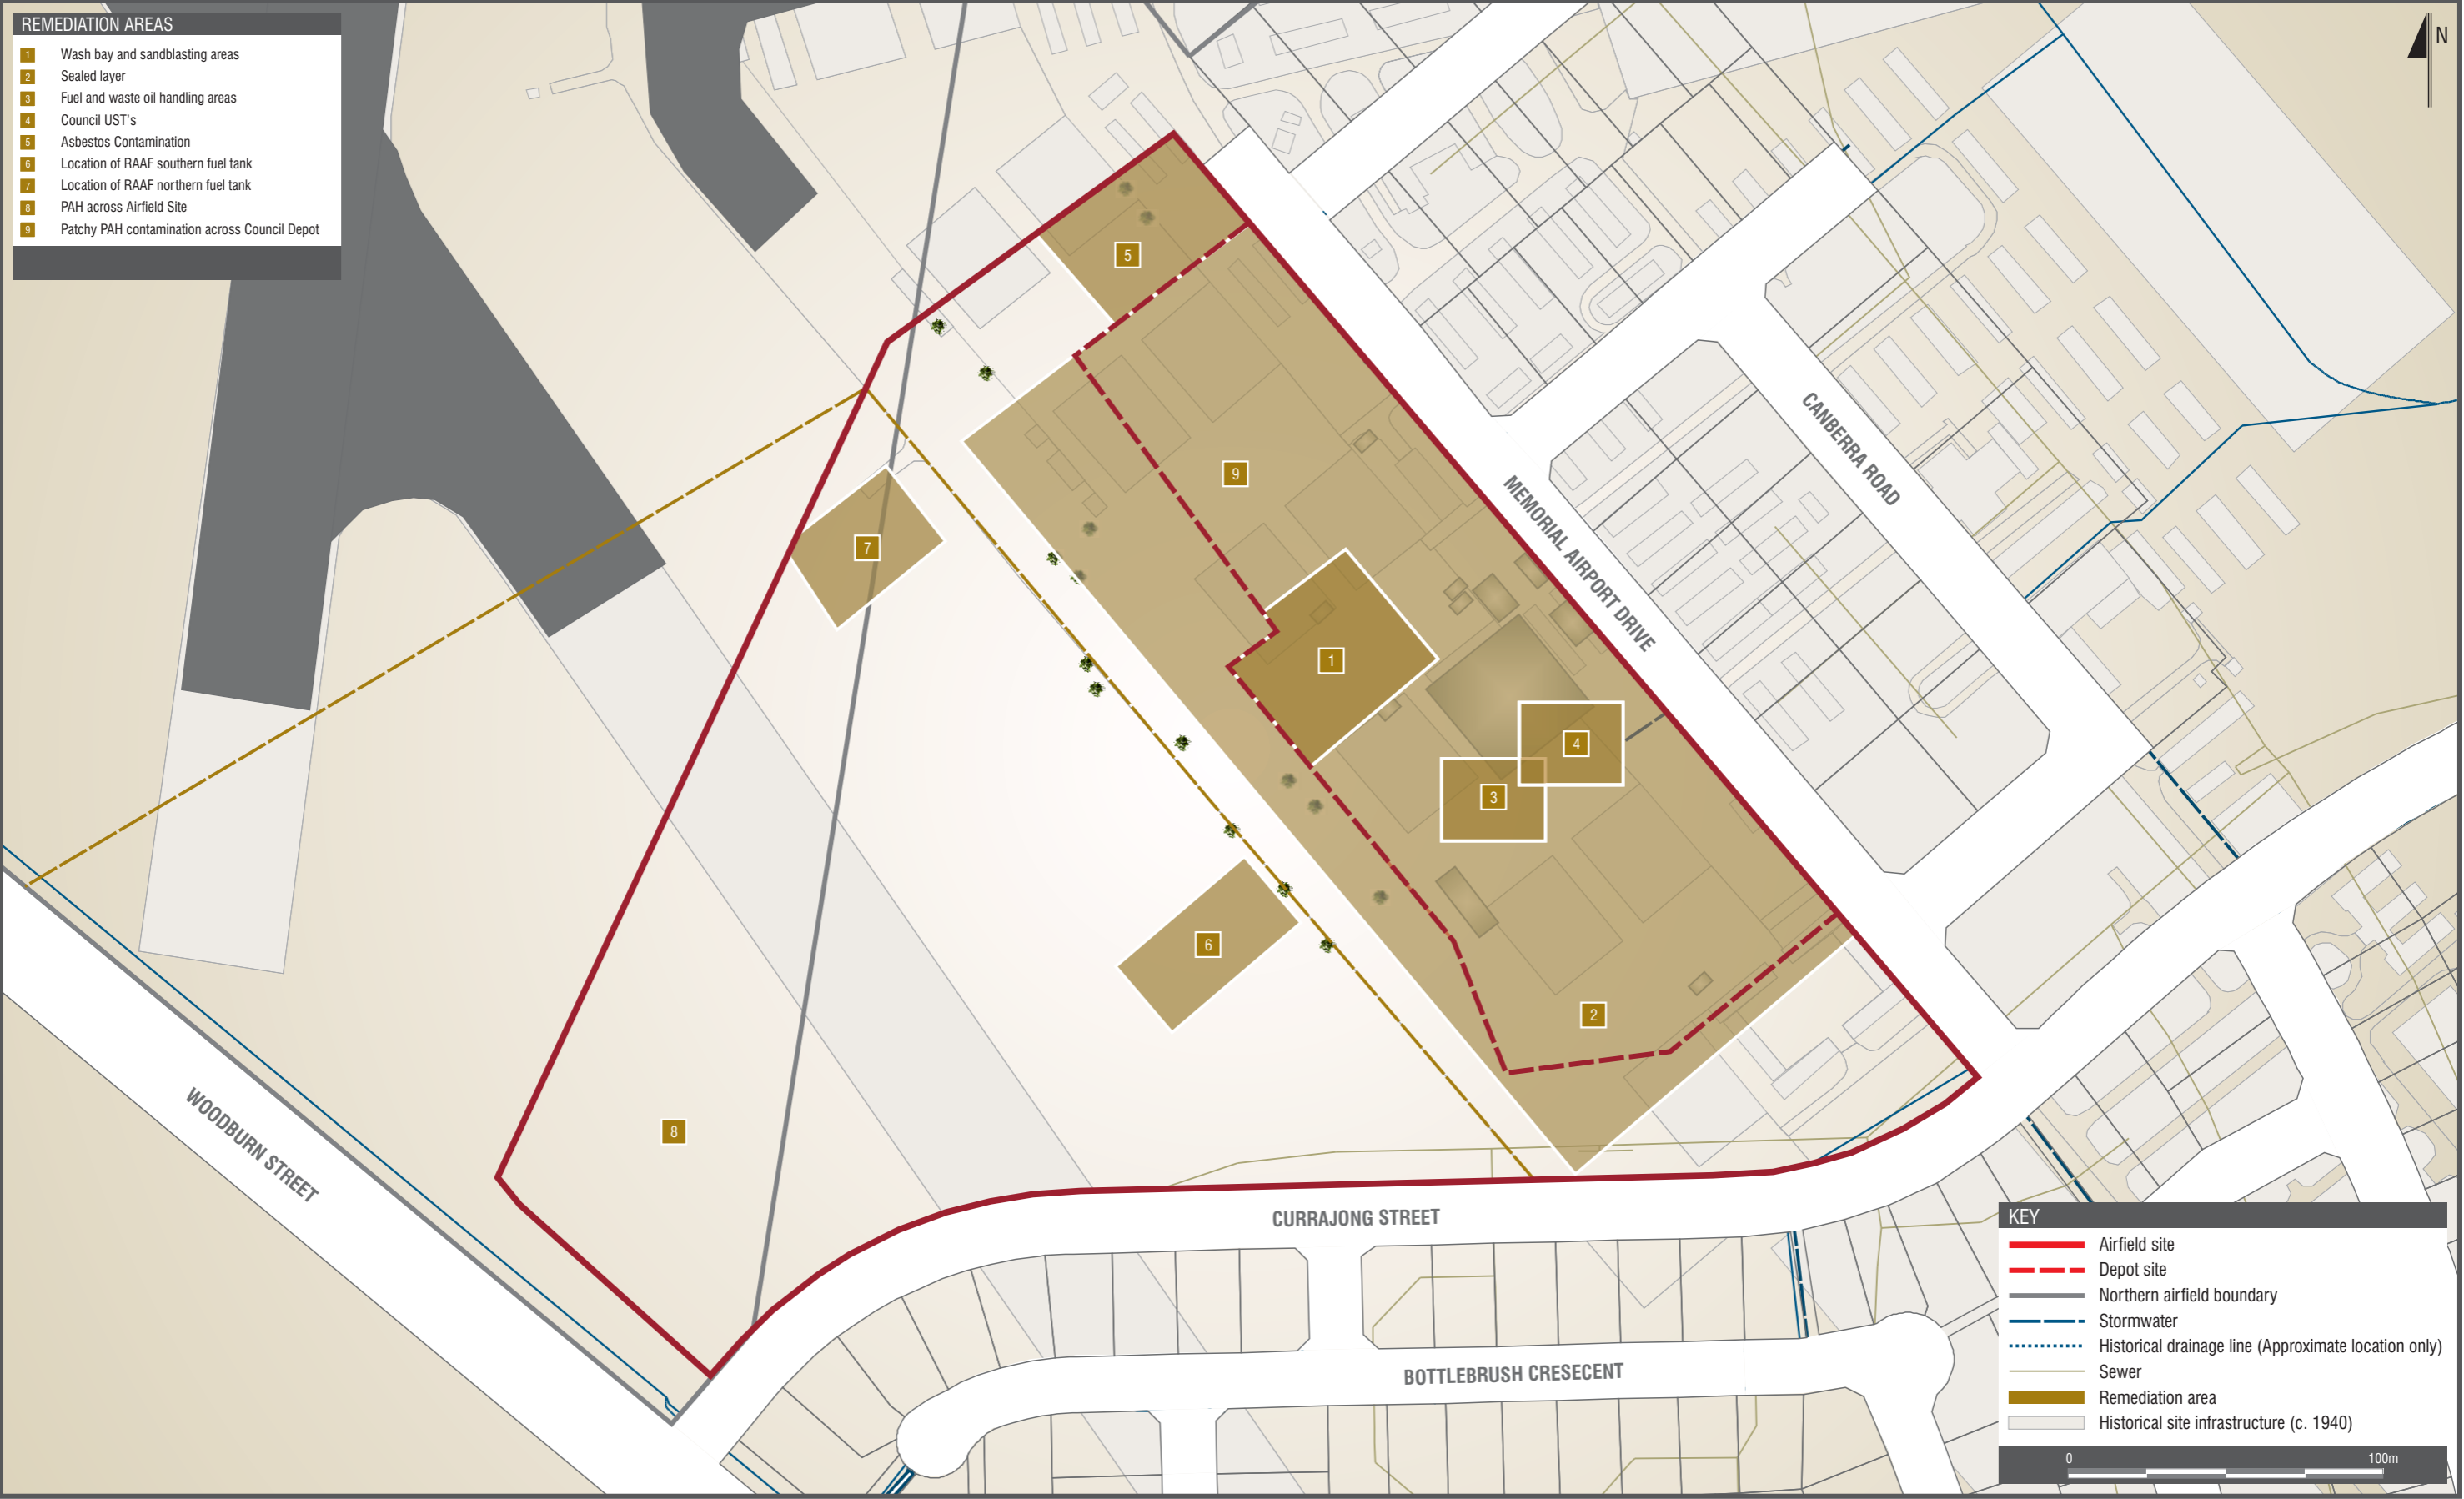 REMEDIATION AREAS
1 Wash bay and sandblasting areas
2 Sealed layer
3 Fuel and waste oil handling areas
4 Council UST's
5 Asbestos Contamination
6 Location of RAAF southern fuel tank
7 Location of RAAF northern fuel tank
8 PAH across Airfield Site
9 Patchy PAH contamination across Council Depot
N
5
9
CANBERRA ROAD
MEMORIAL AIRPORT DRIVE
7
1
4
3
6
2
8
WOODBURN STREET
CURRAJONG STREET
BOTTLEBRUSH CRESECENT
KEY
Airfield site
Depot site
Northern airfield boundary
Stormwater
Historical drainage line (Approximate location only)
Sewer
Remediation area
Historical site infrastructure (c. 1940)
0 100m